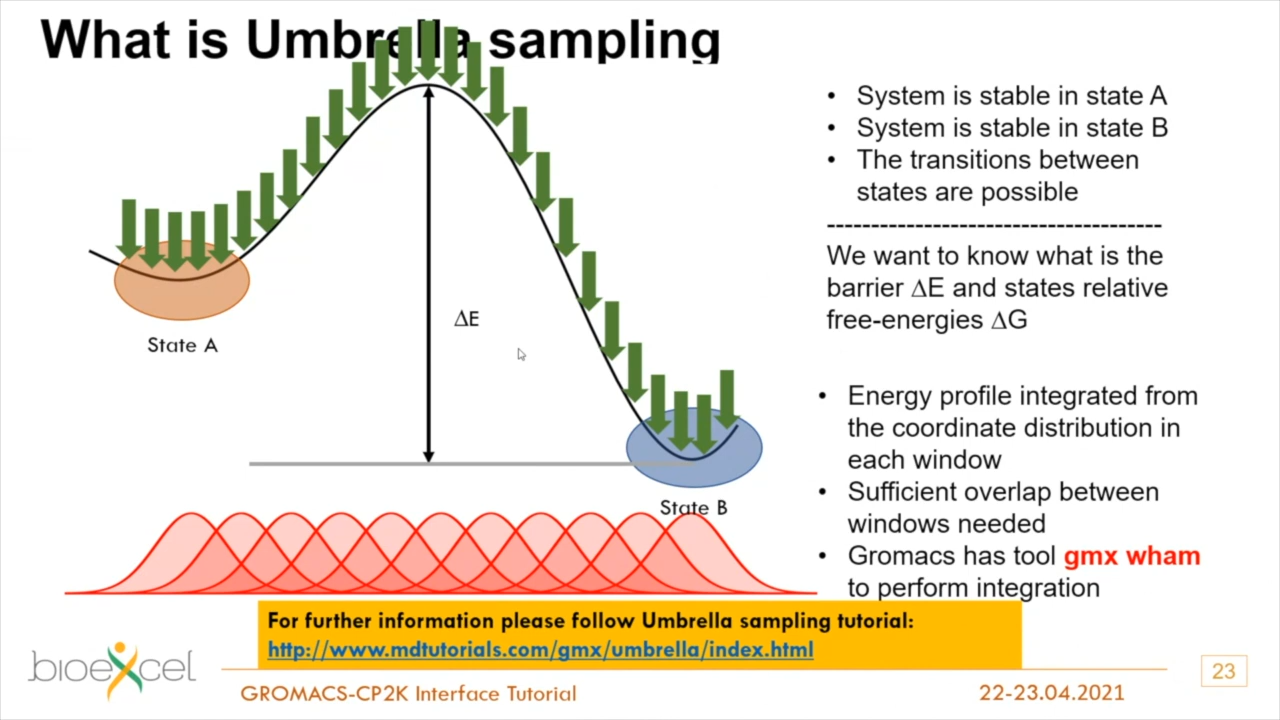 What is Umbrella sampling
• System is stable in state A
• System is stable in state B
• The transitions between
states are possible
--------------------------------------
We want to know what is the
barrier ΔE and states relative
free-energies ΔG
ΔE
State A
State B
• Energy profile integrated from
the coordinate distribution in
each window
• Sufficient overlap between
windows needed
• Gromacs has tool gmx wham
to perform integration
For further information please follow Umbrella sampling tutorial:
http://www.mdtutorials.com/gmx/umbrella/index.html
bioexcel
GROMACS-CP2K Interface Tutorial
22-23.04.2021
23